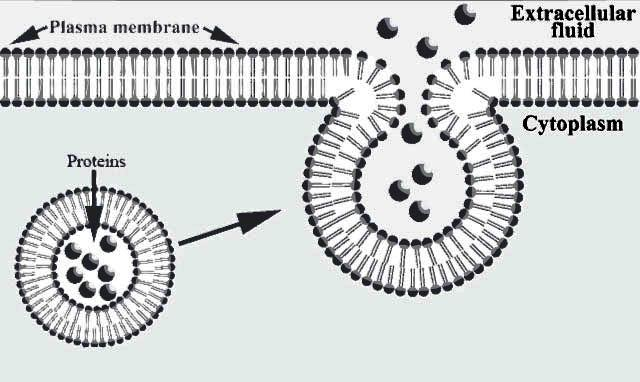 Plasma membrane
Extracellular
fluid
Cytoplasm
Proteins